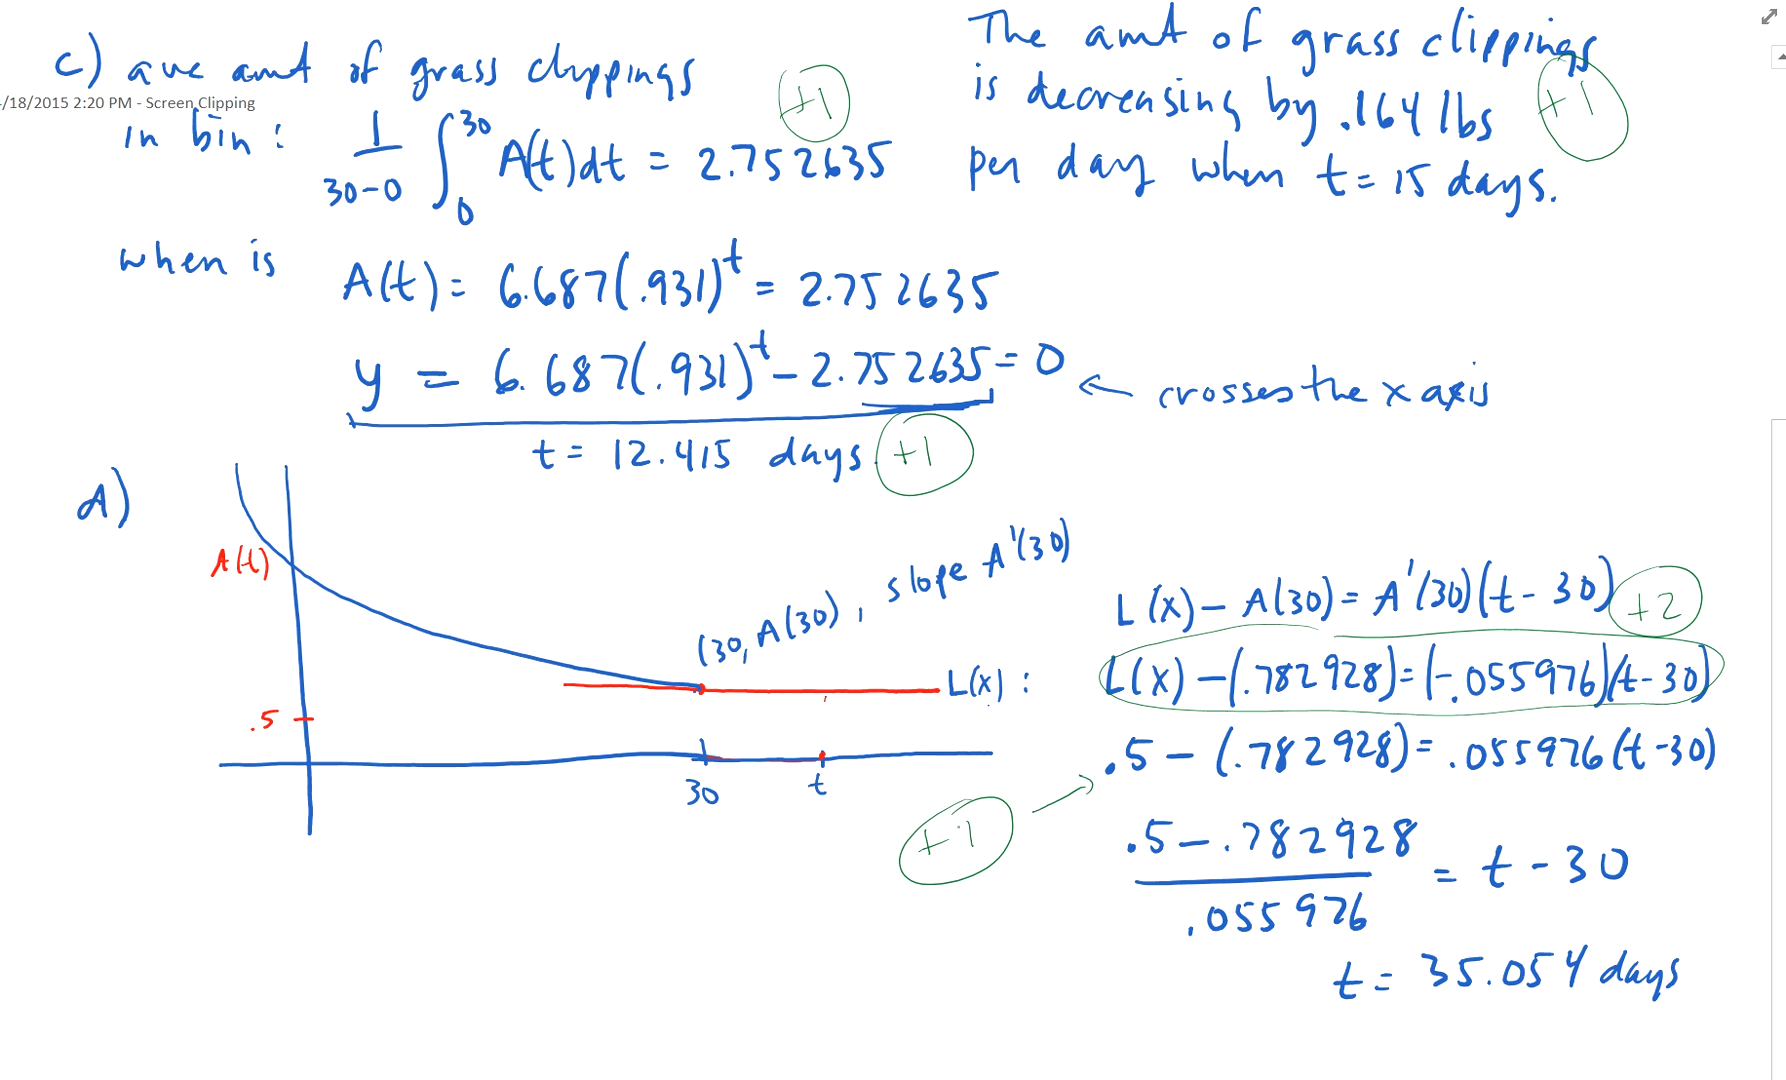 c) ave amt of grass clippings
/18/2015 2:20 PM - Screen Clipping
in bin: 1/(30-0) ∫₀³⁰ A(t)dt = 2.752635
+1
The amt of grass clippings
is decreasing by .164 lbs
per day when t = 15 days.
+1
when is A(t) = 6.687(.931)^t = 2.752635
y = 6.687(.931)^t - 2.752635 = 0 ← crosses the x axis
t = 12.415 days. +1
d)
A(t)
.5
30
t
(30, A(30), slope A'(30)
L(x) :
L(x) - A(30) = A'(30)(t - 30) +2
L(x) - (.782928) = (-.055976)(t - 30)
+1 → .5 - (.782928) = .055976(t - 30)
.5 - .782928 / .055976 = t - 30
t = 35.054 days